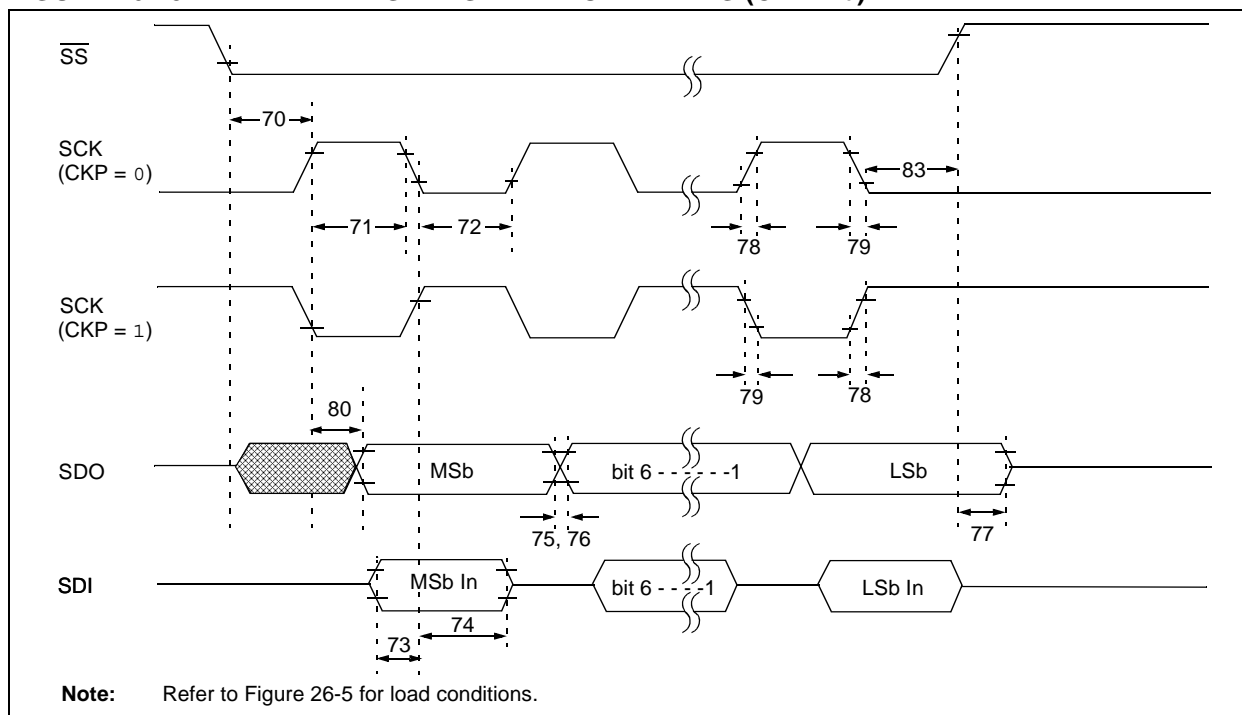 SS
70
SCK
(CKP = 0)
83
71
72
78
79
SCK
(CKP = 1)
79
78
80
SDO
MSb
bit 6 - - - - - -1
LSb
75, 76
77
SDI
MSb In
bit 6 - - - -1
LSb In
74
73
Note: Refer to Figure 26-5 for load conditions.